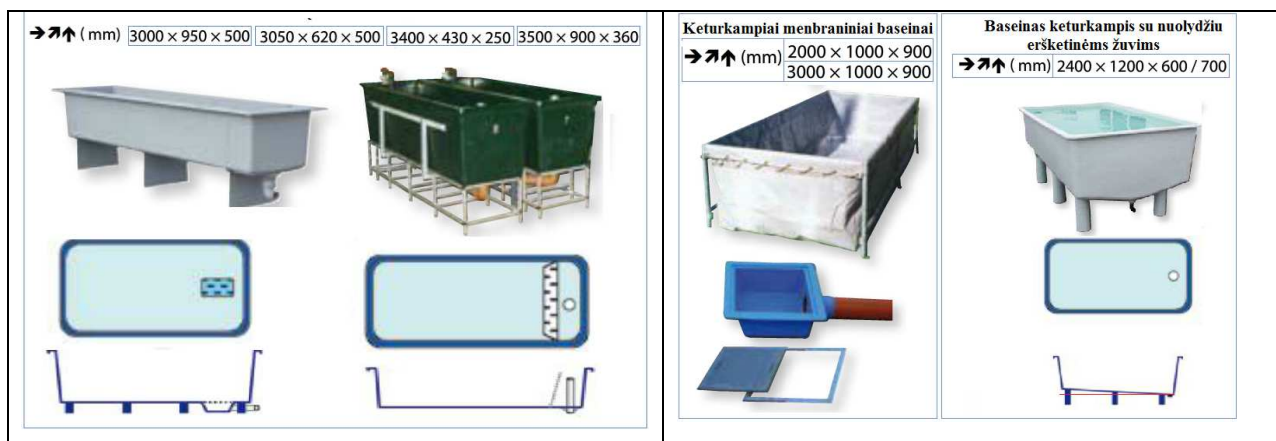 ➔➚↑ (mm) 3000 × 950 × 500 3050 × 620 × 500 3400 × 430 × 250 3500 × 900 × 360
Keturkampiai menbraniniai baseinai
➔➚↑ (mm) 2000 × 1000 × 900
3000 × 1000 × 900
Baseinas keturkampis su nuolydžiu
eršketinėms žuvims
➔➚↑ (mm) 2400 × 1200 × 600 / 700